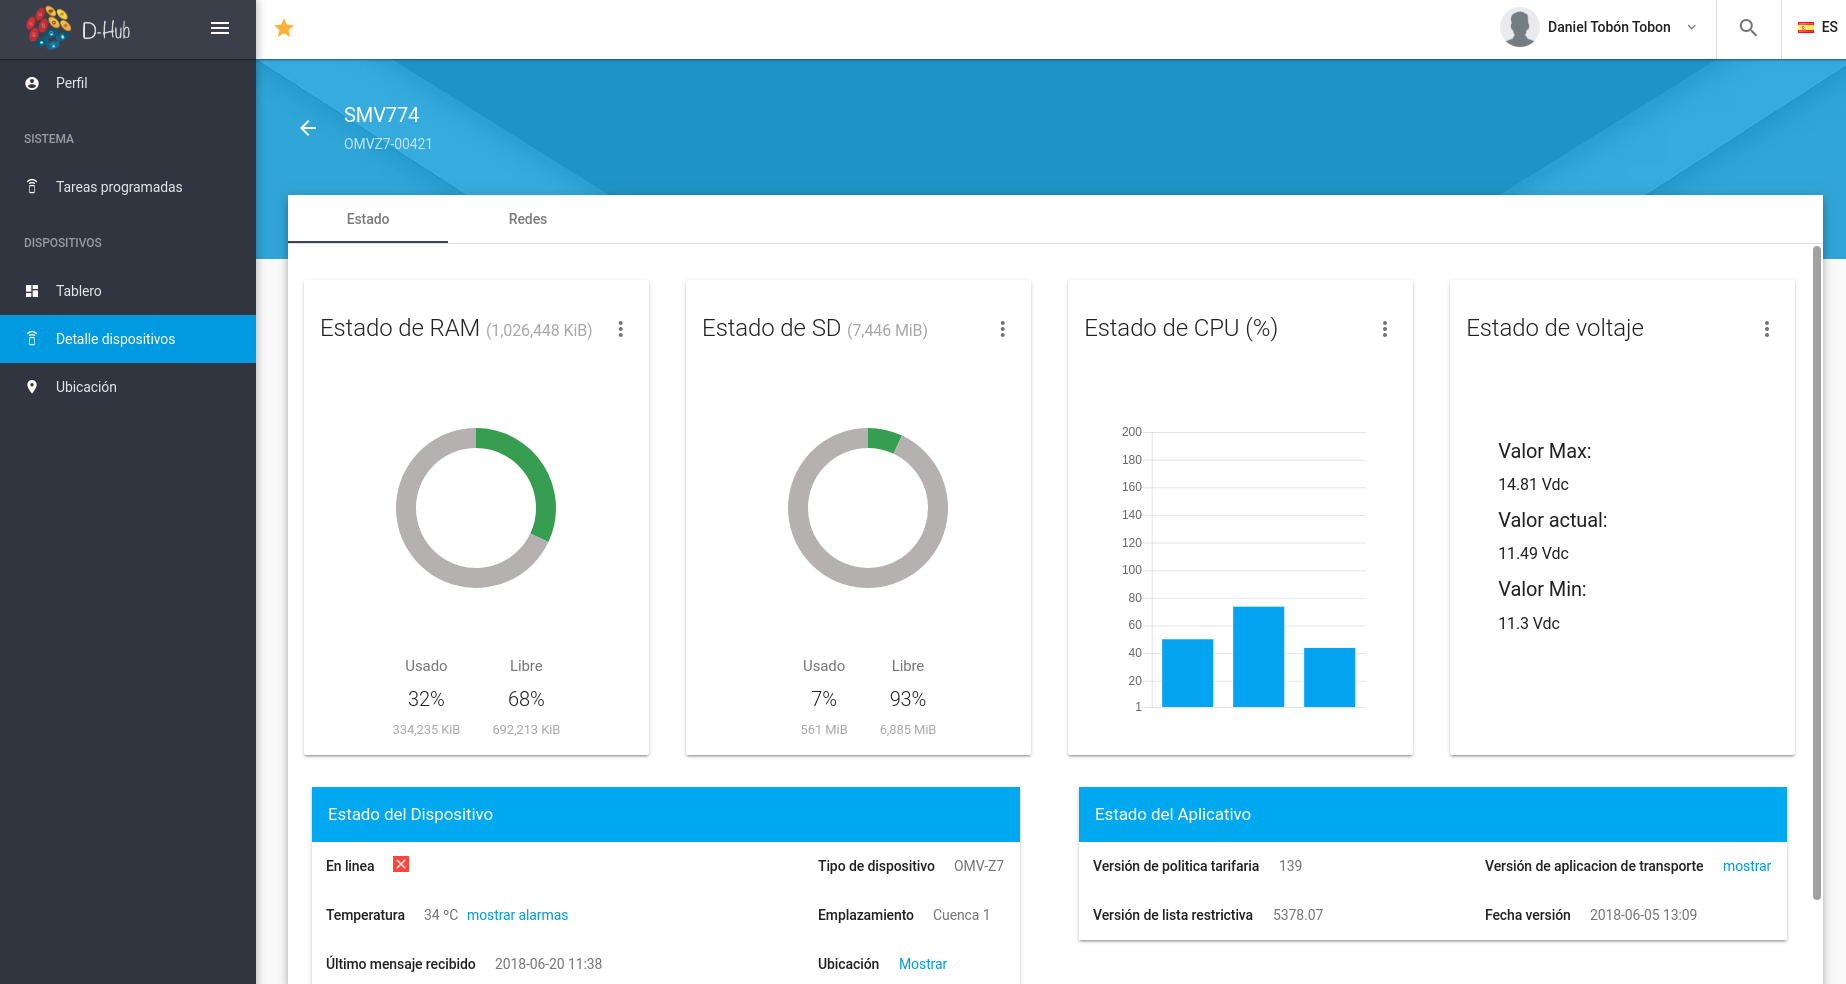 D-Hub
Daniel Tobón Tobon
ES
Perfil
SISTEMA
Tareas programadas
DISPOSITIVOS
Tablero
Detalle dispositivos
Ubicación
SMV774
OMVZ7-00421
Estado Redes
Estado de RAM (1,026,448 KiB)
Usado Libre
32% 68%
334,235 KiB 692,213 KiB
Estado de SD (7,446 MiB)
Usado Libre
7% 93%
561 MiB 6,885 MiB
Estado de CPU (%)
200
180
160
140
120
100
80
60
40
20
1
Estado de voltaje
Valor Max:
14.81 Vdc
Valor actual:
11.49 Vdc
Valor Min:
11.3 Vdc
Estado del Dispositivo
En linea Tipo de dispositivo OMV-Z7
Temperatura 34 ºC mostrar alarmas Emplazamiento Cuenca 1
Último mensaje recibido 2018-06-20 11:38 Ubicación Mostrar
Estado del Aplicativo
Versión de politica tarifaria 139 Versión de aplicacion de transporte mostrar
Versión de lista restrictiva 5378.07 Fecha versión 2018-06-05 13:09